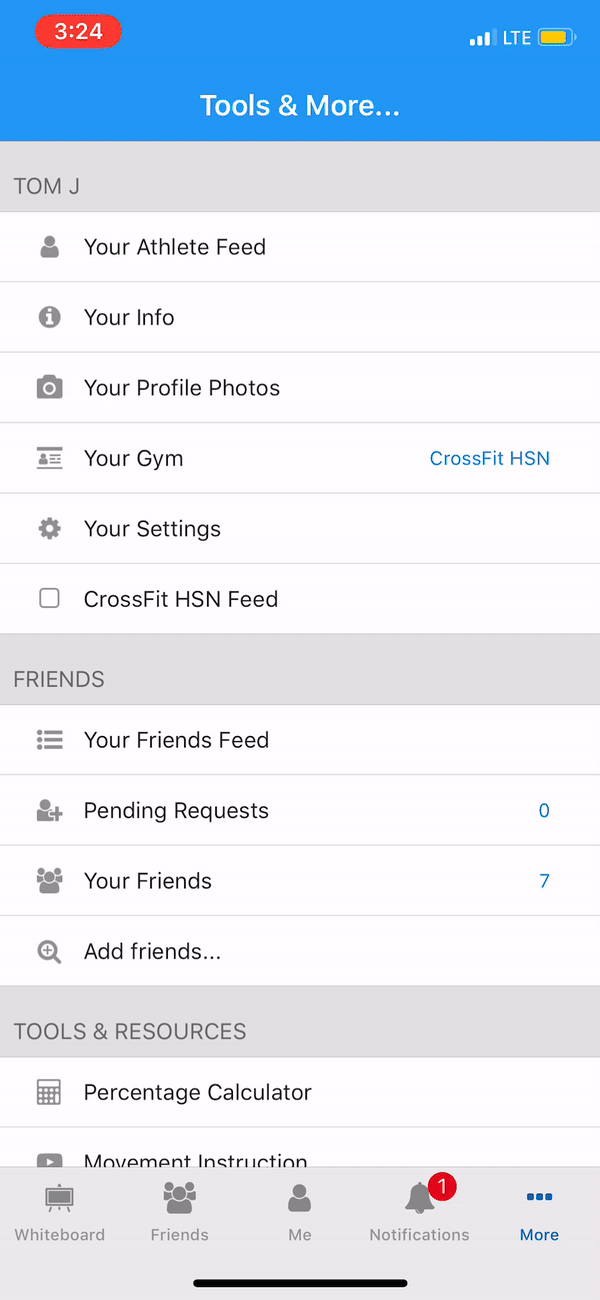 3:24
LTE
Tools & More...
TOM J
Your Athlete Feed
Your Info
Your Profile Photos
Your Gym CrossFit HSN
Your Settings
CrossFit HSN Feed
FRIENDS
Your Friends Feed
Pending Requests 0
Your Friends 7
Add friends...
TOOLS & RESOURCES
Percentage Calculator
Movement Instruction
1
Whiteboard Friends Me Notifications More